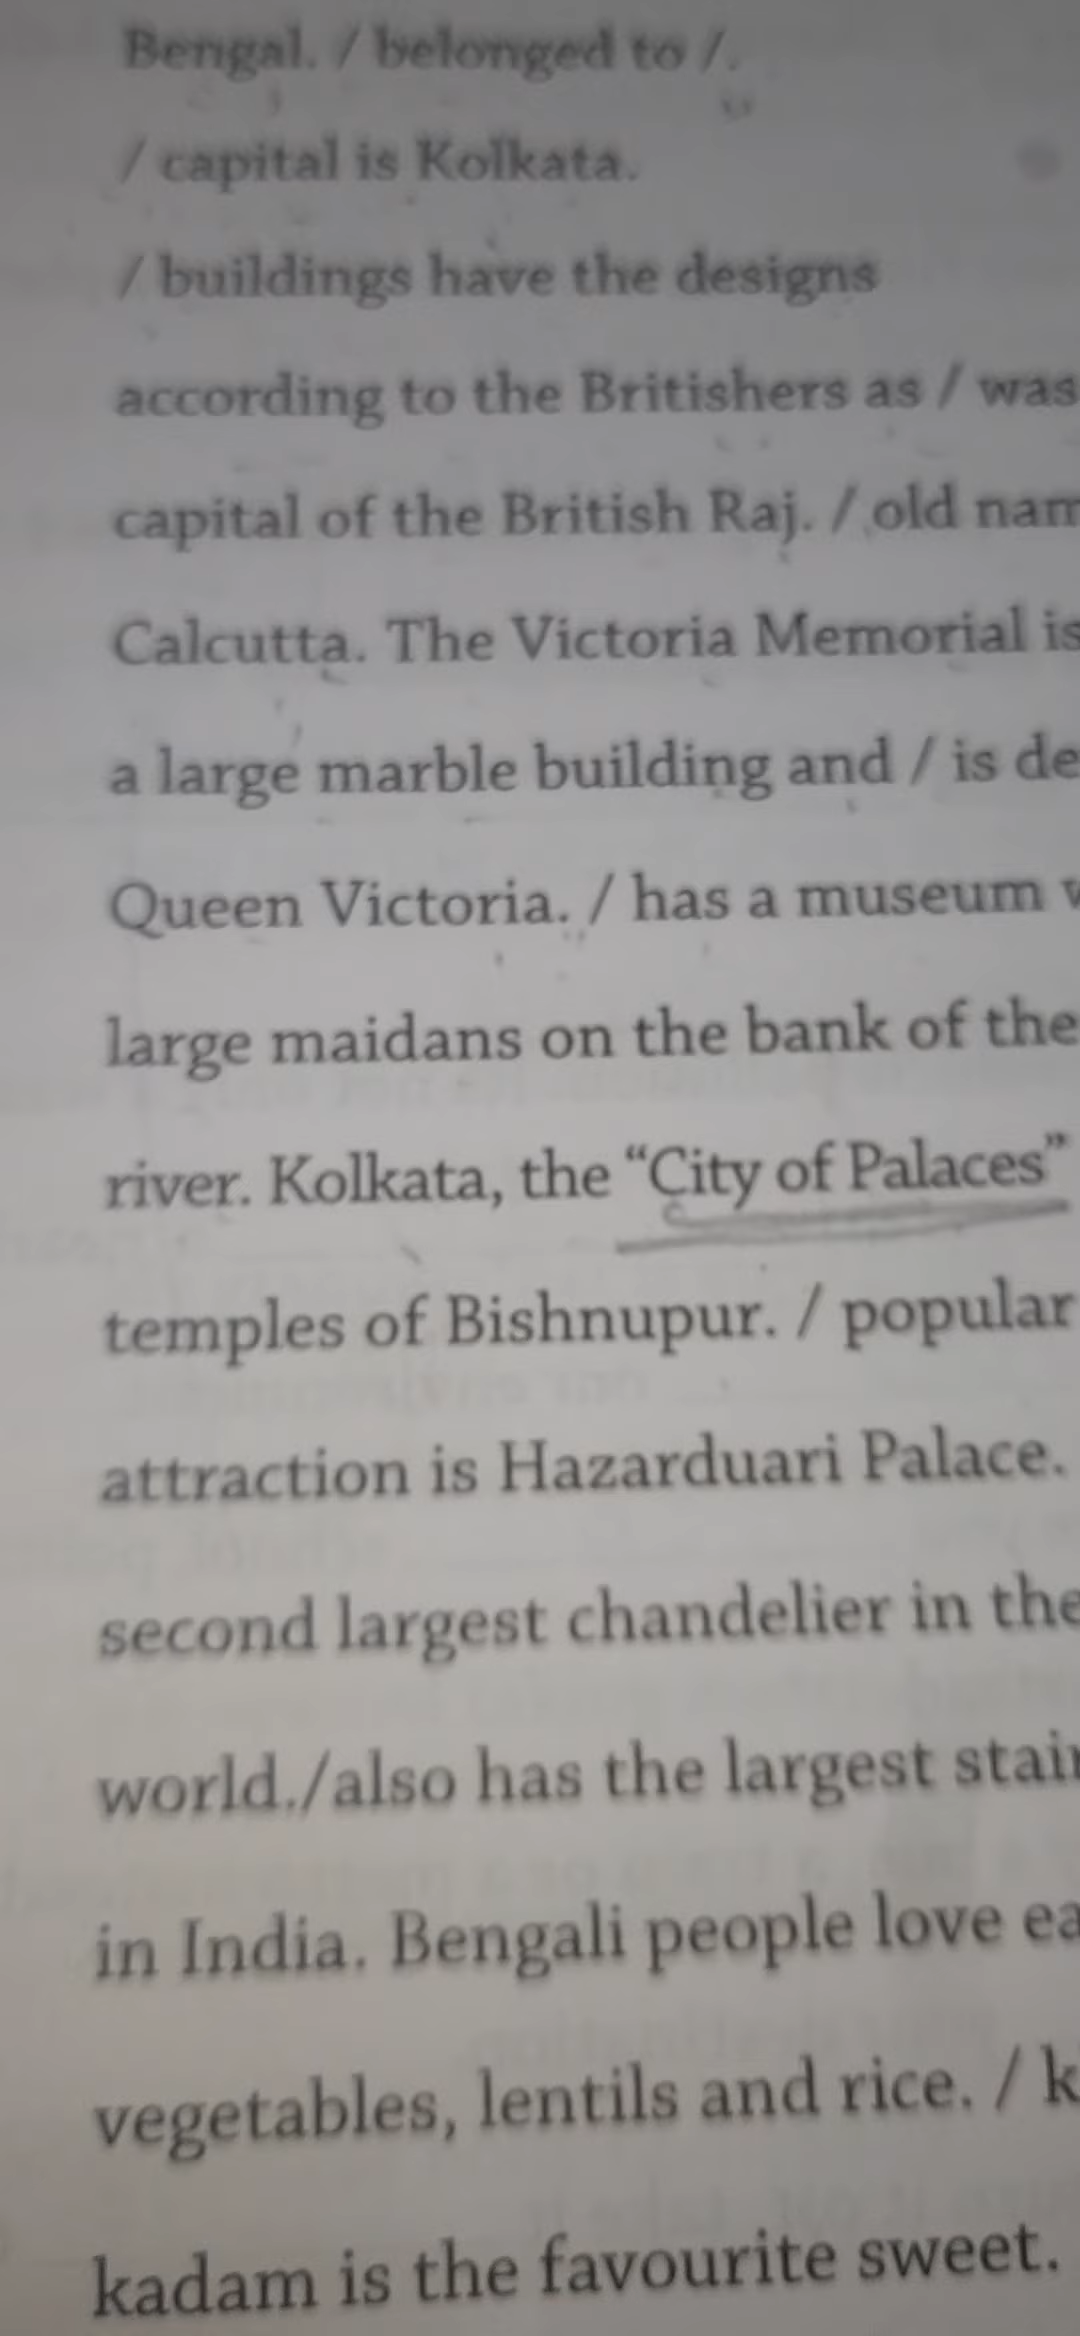 Bengal. / belonged to /.
/ capital is Kolkata.
/ buildings have the designs
according to the Britishers as / was
capital of the British Raj. / old
Calcutta. The Victoria Memorial is
a large marble building and / is
Queen Victoria. / has a museum
large maidans on the bank of the
river. Kolkata, the “City of Palaces”
temples of Bishnupur. / popular
attraction is Hazarduari Palace.
second largest chandelier in the
world./also has the largest
in India. Bengali people love
vegetables, lentils and rice. /
kadam is the favourite sweet.